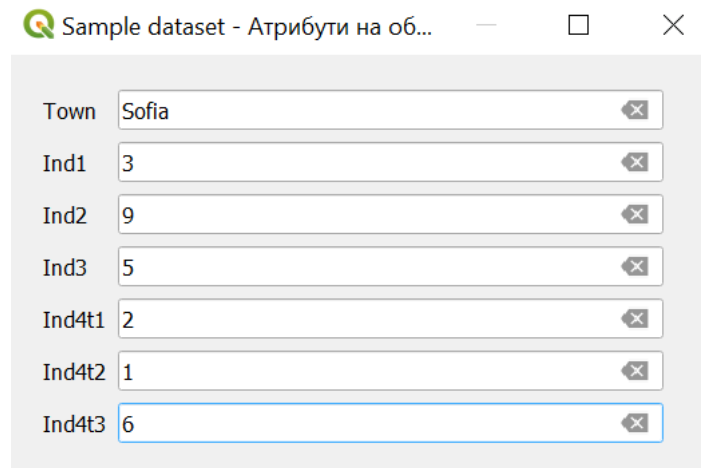 Sample dataset - Атрибути на об...
Town Sofia
Ind1 3
Ind2 9
Ind3 5
Ind4t1 2
Ind4t2 1
Ind4t3 6